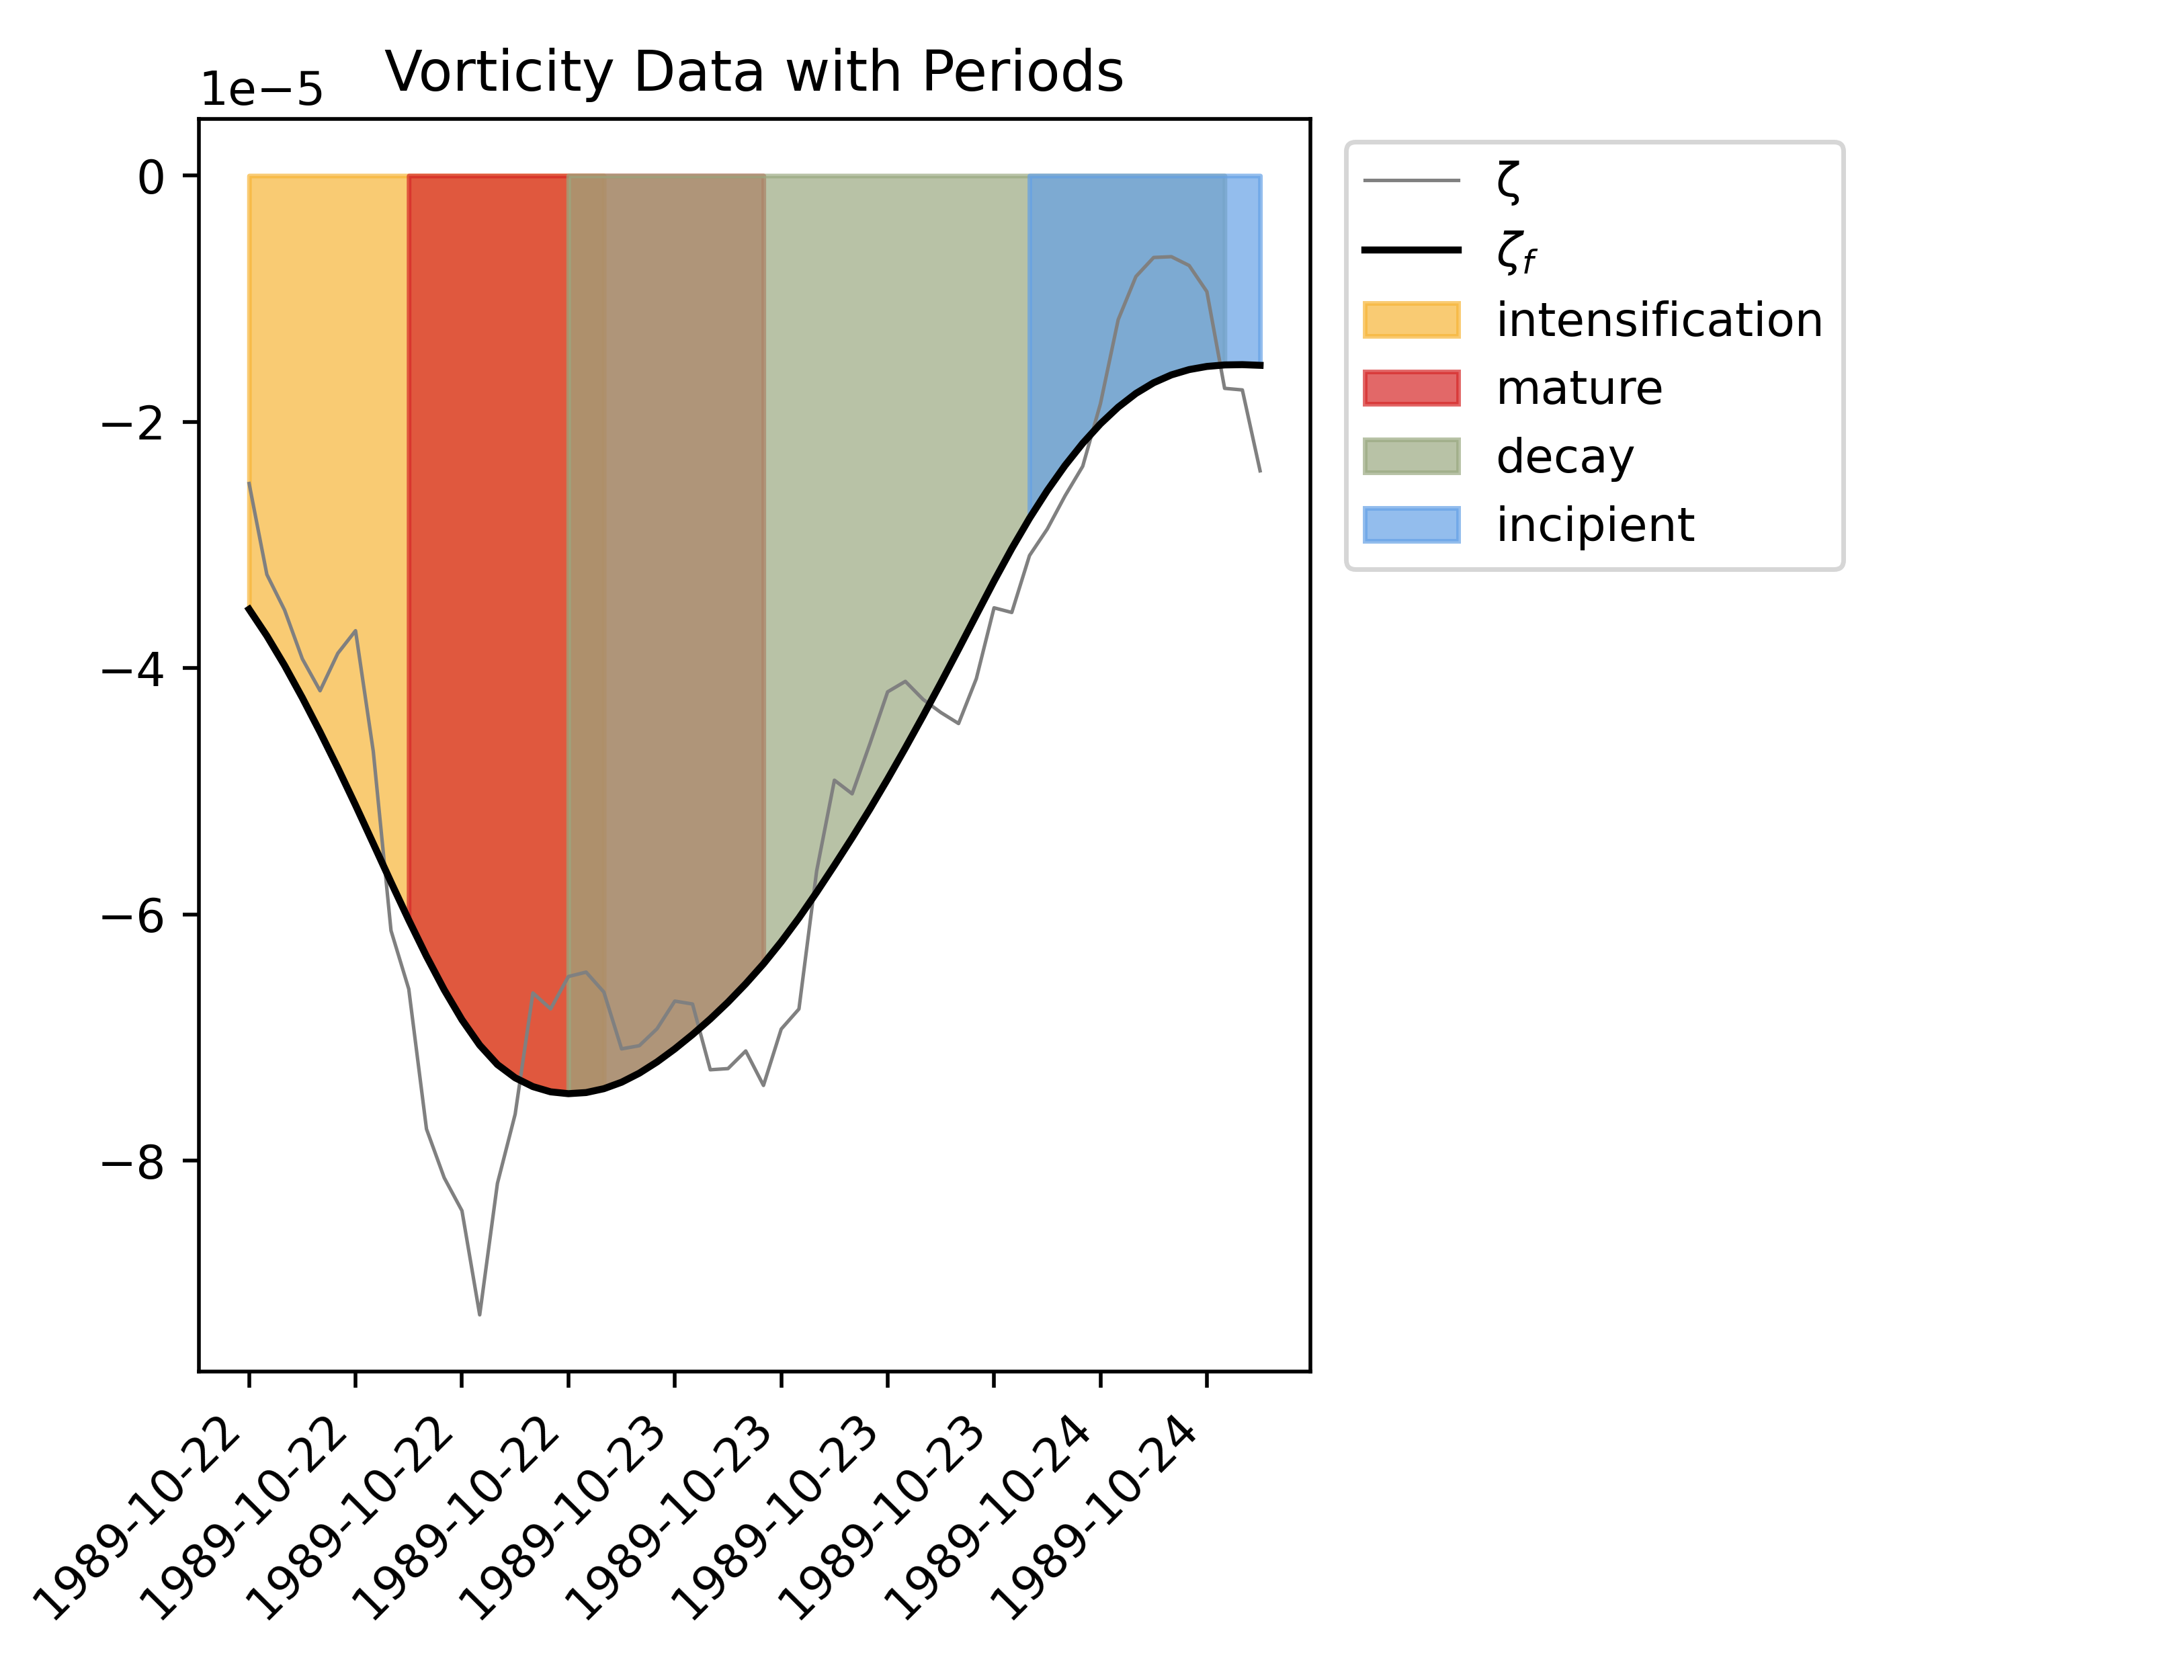 Vorticity Data with Periods
1e−5
0
−2
−4
−6
−8
1989-10-22
1989-10-22
1989-10-22
1989-10-22
1989-10-23
1989-10-23
1989-10-23
1989-10-23
1989-10-24
1989-10-24
ζ
ζf
intensification
mature
decay
incipient